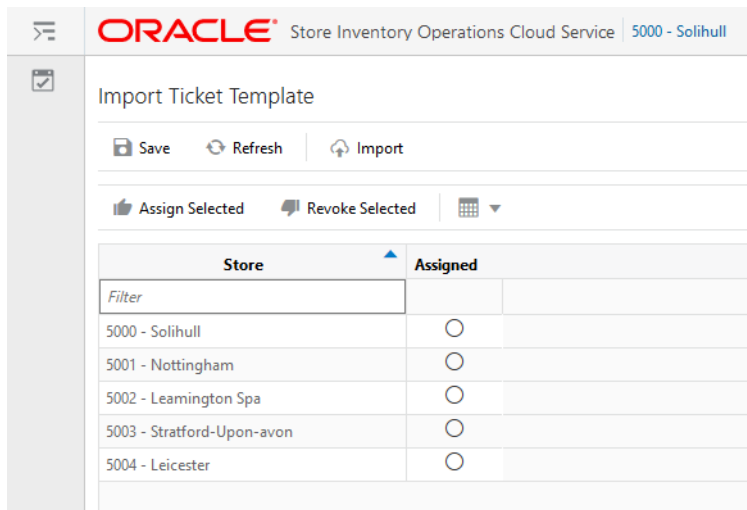 ORACLE Store Inventory Operations Cloud Service 5000 - Solihull
Import Ticket Template
Save Refresh Import
Assign Selected Revoke Selected
Store Assigned
Filter
5000 - Solihull
5001 - Nottingham
5002 - Leamington Spa
5003 - Stratford-Upon-avon
5004 - Leicester